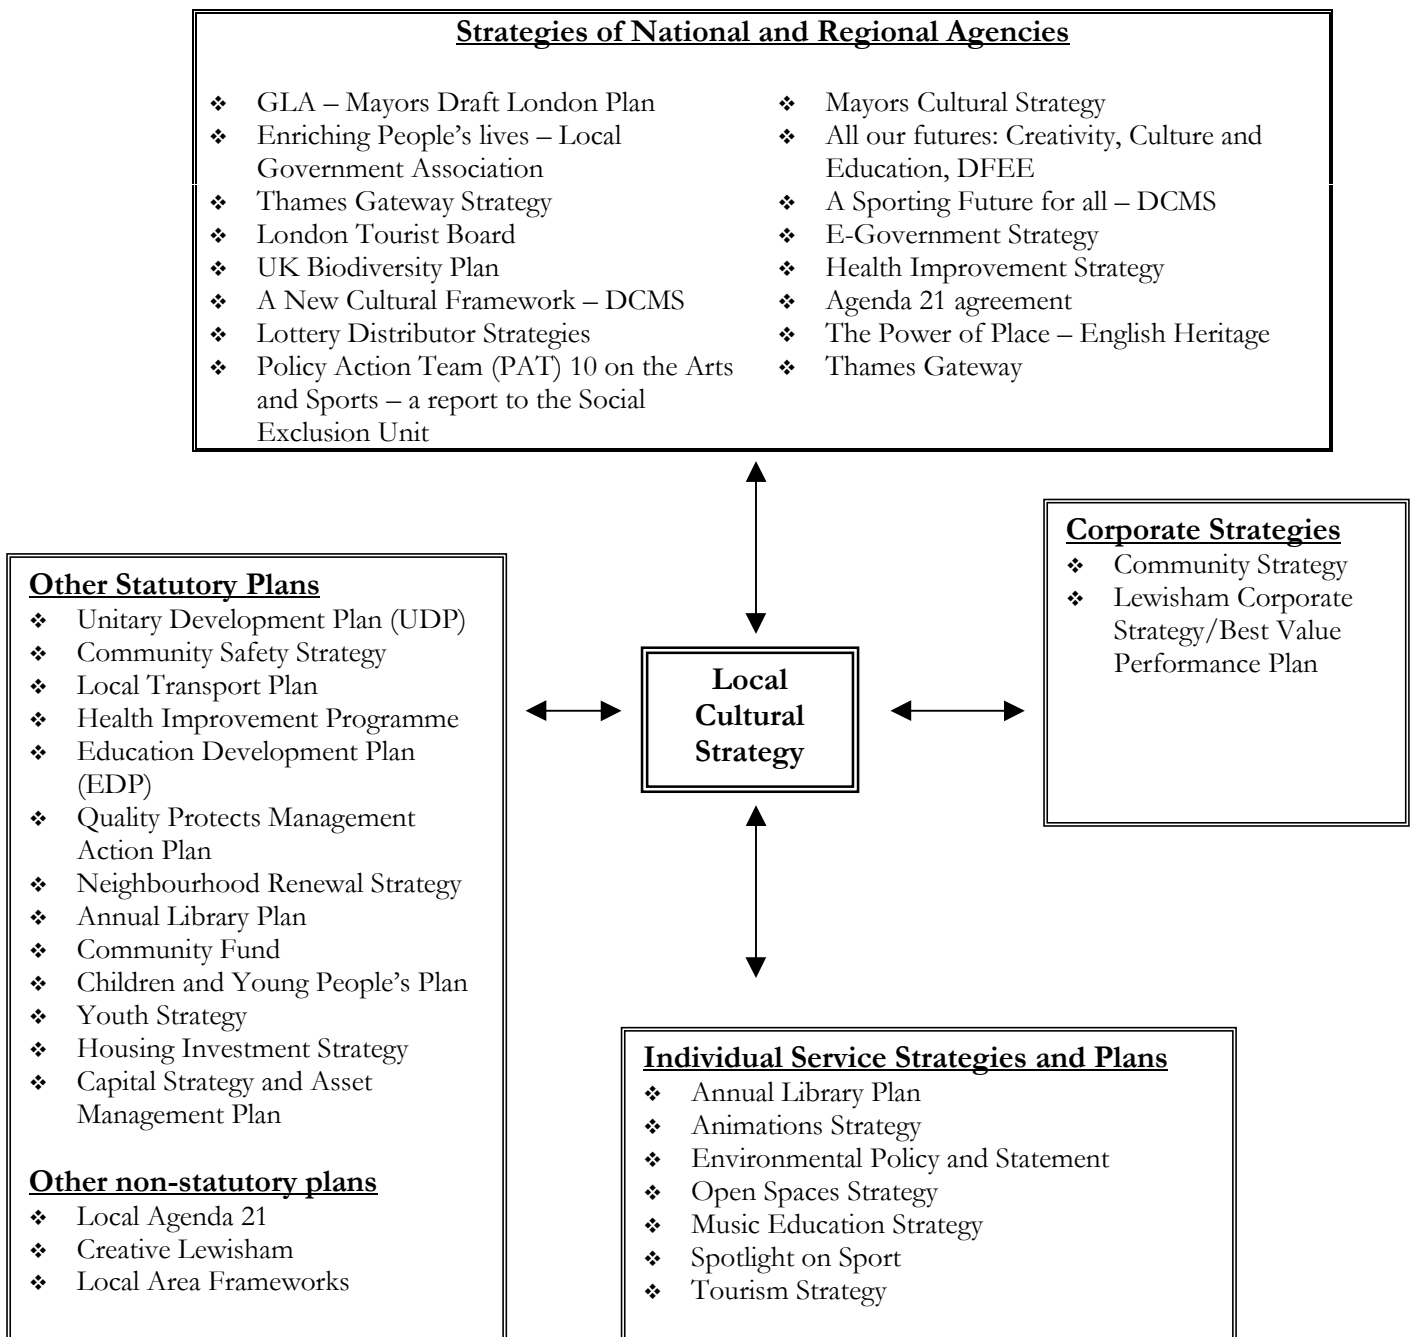 Strategies of National and Regional Agencies
❖ GLA – Mayors Draft London Plan
❖ Enriching People’s lives – Local
Government Association
❖ Thames Gateway Strategy
❖ London Tourist Board
❖ UK Biodiversity Plan
❖ A New Cultural Framework – DCMS
❖ Lottery Distributor Strategies
❖ Policy Action Team (PAT) 10 on the Arts
and Sports – a report to the Social
Exclusion Unit
❖ Mayors Cultural Strategy
❖ All our futures: Creativity, Culture and
Education, DFEE
❖ A Sporting Future for all – DCMS
❖ E-Government Strategy
❖ Health Improvement Strategy
❖ Agenda 21 agreement
❖ The Power of Place – English Heritage
❖ Thames Gateway
Other Statutory Plans
❖ Unitary Development Plan (UDP)
❖ Community Safety Strategy
❖ Local Transport Plan
❖ Health Improvement Programme
❖ Education Development Plan
(EDP)
❖ Quality Protects Management
Action Plan
❖ Neighbourhood Renewal Strategy
❖ Annual Library Plan
❖ Community Fund
❖ Children and Young People’s Plan
❖ Youth Strategy
❖ Housing Investment Strategy
❖ Capital Strategy and Asset
Management Plan
Other non-statutory plans
❖ Local Agenda 21
❖ Creative Lewisham
❖ Local Area Frameworks
Local
Cultural
Strategy
Corporate Strategies
❖ Community Strategy
❖ Lewisham Corporate
Strategy/Best Value
Performance Plan
Individual Service Strategies and Plans
❖ Annual Library Plan
❖ Animations Strategy
❖ Environmental Policy and Statement
❖ Open Spaces Strategy
❖ Music Education Strategy
❖ Spotlight on Sport
❖ Tourism Strategy